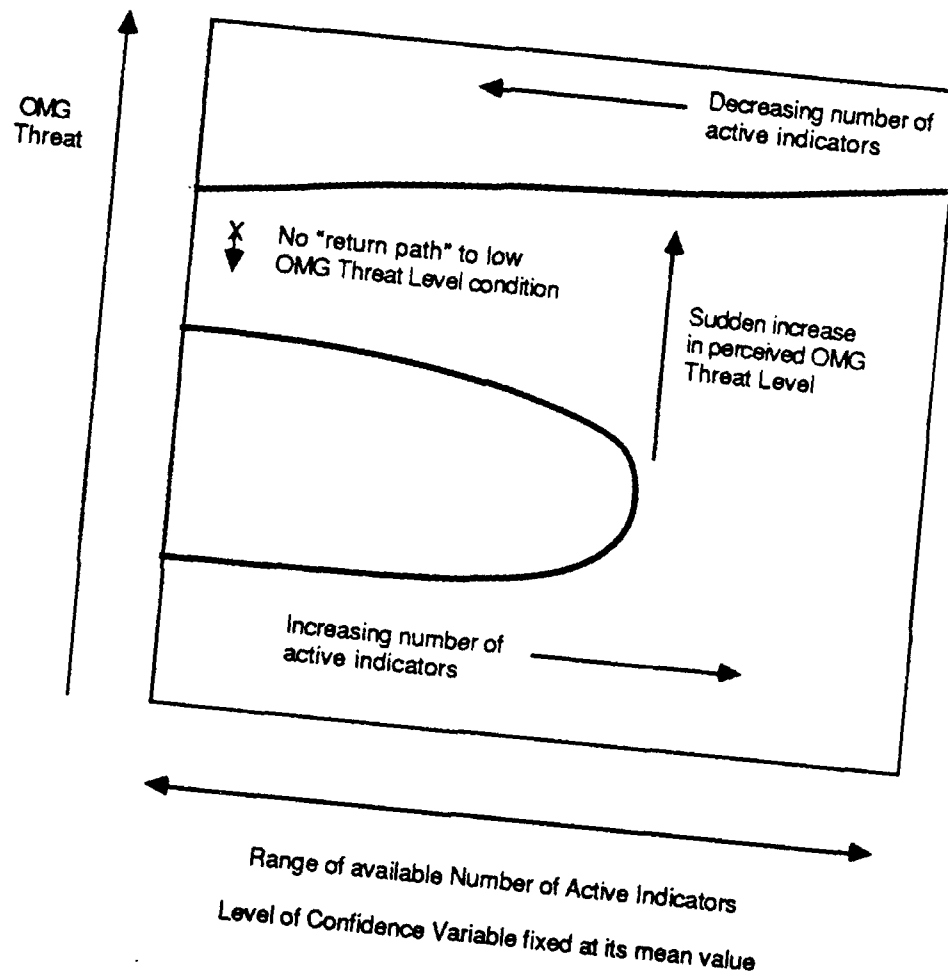 OMG
Threat
Decreasing number of
active indicators
No "return path" to low
OMG Threat Level condition
Sudden increase
in perceived OMG
Threat Level
Increasing number of
active indicators
Range of available Number of Active Indicators
Level of Confidence Variable fixed at its mean value